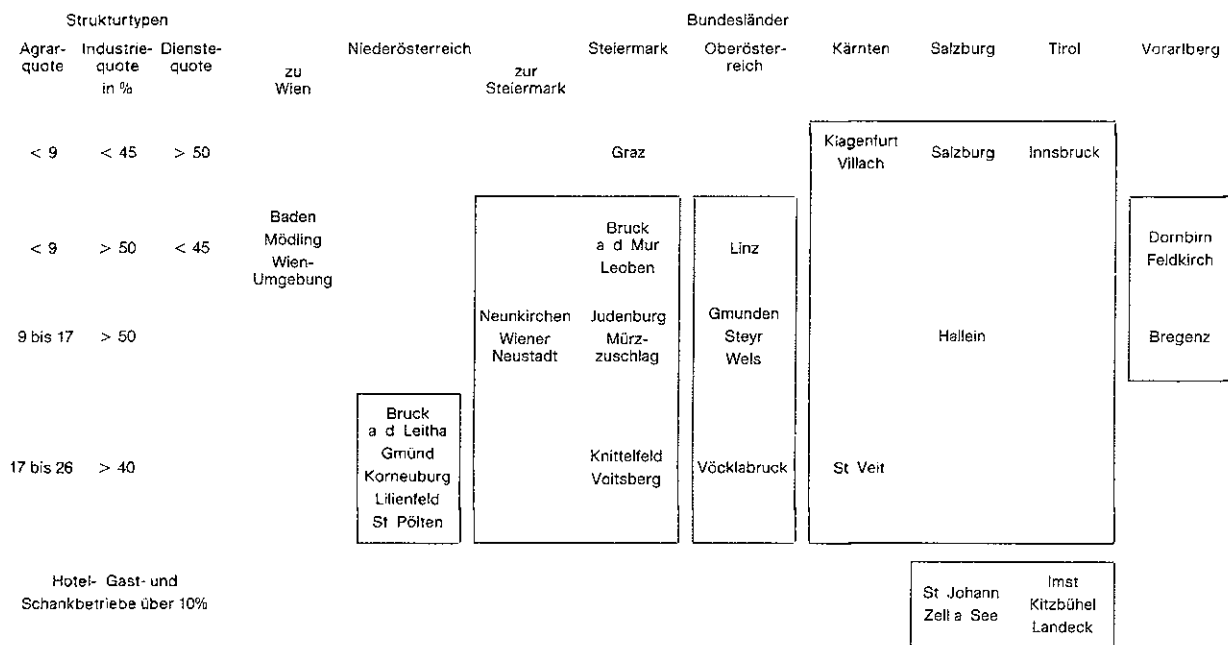 Strukturtypen Bundesländer
Agrar- Industrie- Dienste- Niederösterreich Steiermark Oberöster- Kärnten Salzburg Tirol Vorarlberg
quote quote quote reich
in % zu zur
Wien Steiermark
< 9 < 45 > 50 Graz Klagenfurt Salzburg Innsbruck
Villach
Baden
< 9 > 50 < 45 Mödling Bruck Linz Dornbirn
Wien- a d Mur Feldkirch
Umgebung Leoben
Neunkirchen Judenburg Gmunden
9 bis 17 > 50 Wiener Mürz- Steyr Hallein Bregenz
Neustadt zuschlag Wels
Bruck
a d Leitha
Gmünd Knittelfeld
17 bis 26 > 40 Korneuburg Voitsberg Vöcklabruck St Veit
Lilienfeld
St Pölten
Hotel- Gast- und St Johann Imst
Schankbetriebe über 10% Zell a See Kitzbühel
Landeck